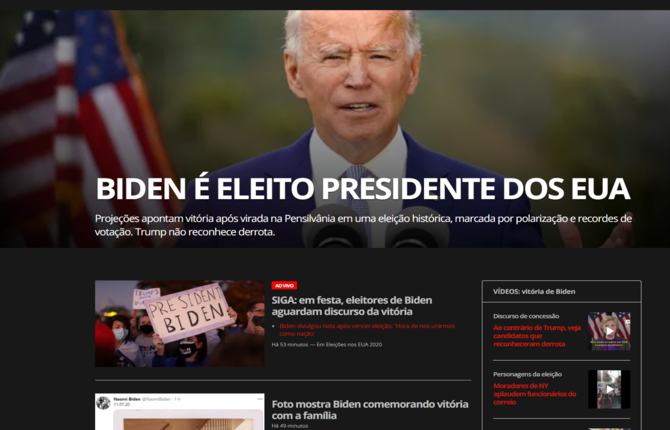 BIDEN É ELEITO PRESIDENTE DOS EUA
Projeções apontam vitória após virada na Pensilvânia em uma eleição histórica, marcada por polarização e recordes de
votação. Trump não reconhece derrota.
PRESIDENT
BIDEN
AO VIVO
SIGA: em festa, eleitores de Biden
aguardam discurso da vitória
Biden divulgou nota após vencer eleição: 'Hora de nos unirmos
como nação'
Há 53 minutos — Em Eleições nos EUA 2020
Naomi Biden @NaomiBiden · 1 h
11.07.20
Foto mostra Biden comemorando vitória
com a família
Há 49 minutos
VÍDEOS: vitória de Biden
Discurso de concessão
Ao contrário de Trump, veja
candidatos que
reconheceram derrota
Personagens da eleição
Moradores de NY
aplaudem funcionários do
correio